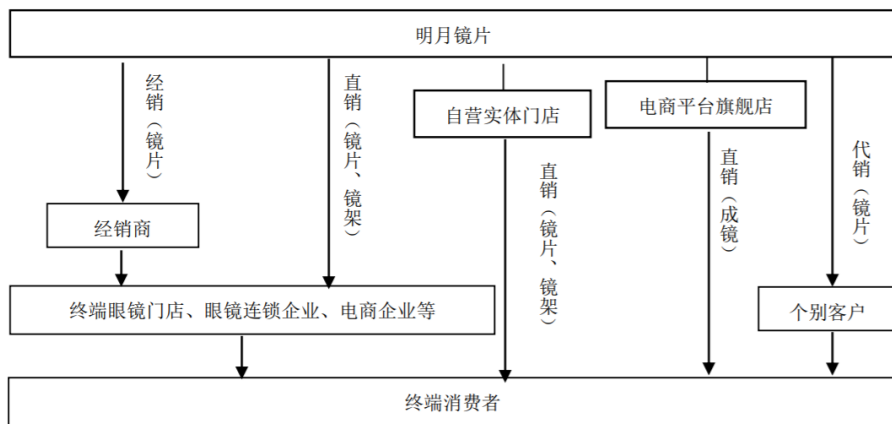 明月镜片
经销（镜片）
直销（镜片、镜架）
自营实体门店
电商平台旗舰店
代销（镜片）
直销（镜片、镜架）
直销（成镜）
经销商
终端眼镜门店、眼镜连锁企业、电商企业等
个别客户
终端消费者